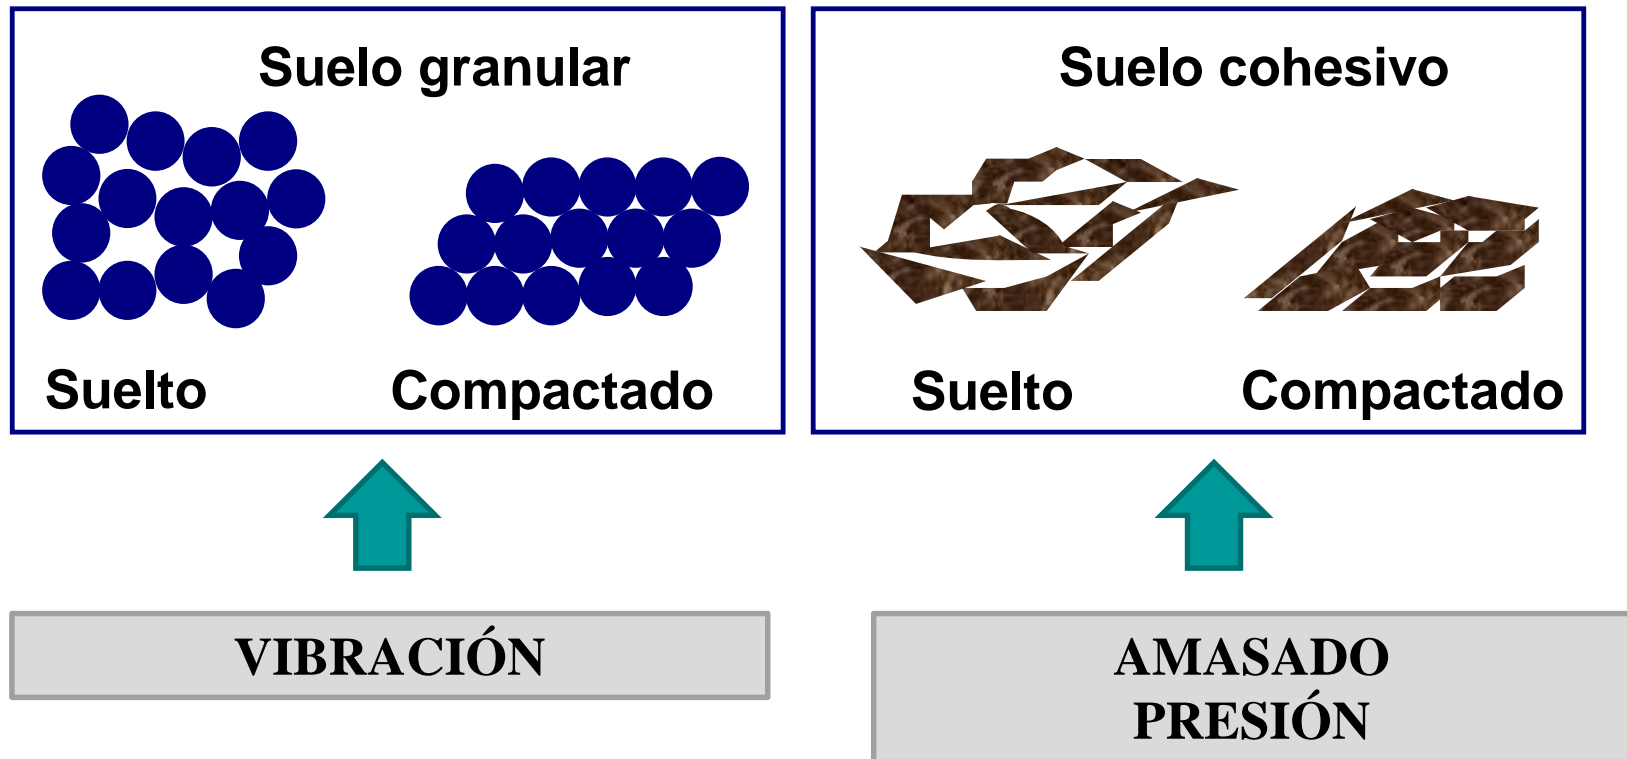 Suelo granular
Suelto
Compactado
Suelo cohesivo
Suelto
Compactado
VIBRACIÓN
AMASADO
PRESIÓN